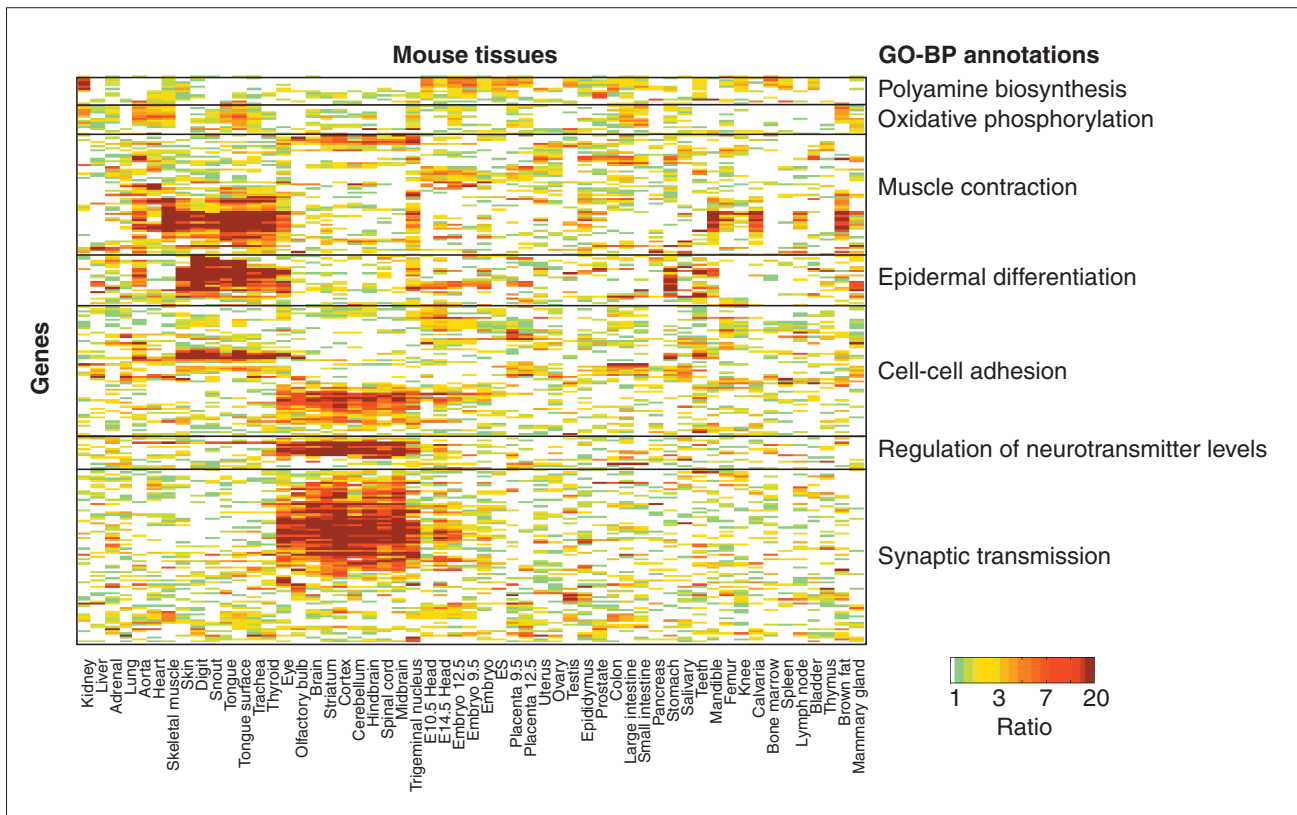 Mouse tissues
GO-BP annotations
Polyamine biosynthesis
Oxidative phosphorylation
Muscle contraction
Epidermal differentiation
Cell-cell adhesion
Regulation of neurotransmitter levels
Synaptic transmission
Genes
Kidney
Liver
Adrenal
Lung
Aorta
Heart
Skeletal muscle
Skin
Digit
Snout
Tongue
Tongue surface
Trachea
Thyroid
Eye
Olfactory bulb
Brain
Striatum
Cortex
Cerebellum
Hindbrain
Spinal cord
Midbrain
Trigeminal nucleus
E10.5 Head
E14.5 Head
Embryo 12.5
Embryo 9.5
Embryo
ES
Placenta 9.5
Placenta 12.5
Uterus
Ovary
Testis
Epididymus
Prostate
Colon
Large intestine
Small intestine
Pancreas
Stomach
Salivary
Teeth
Mandible
Femur
Knee
Calvaria
Bone marrow
Spleen
Lymph node
Bladder
Thymus
Brown fat
Mammary gland
1 3 7 20
Ratio